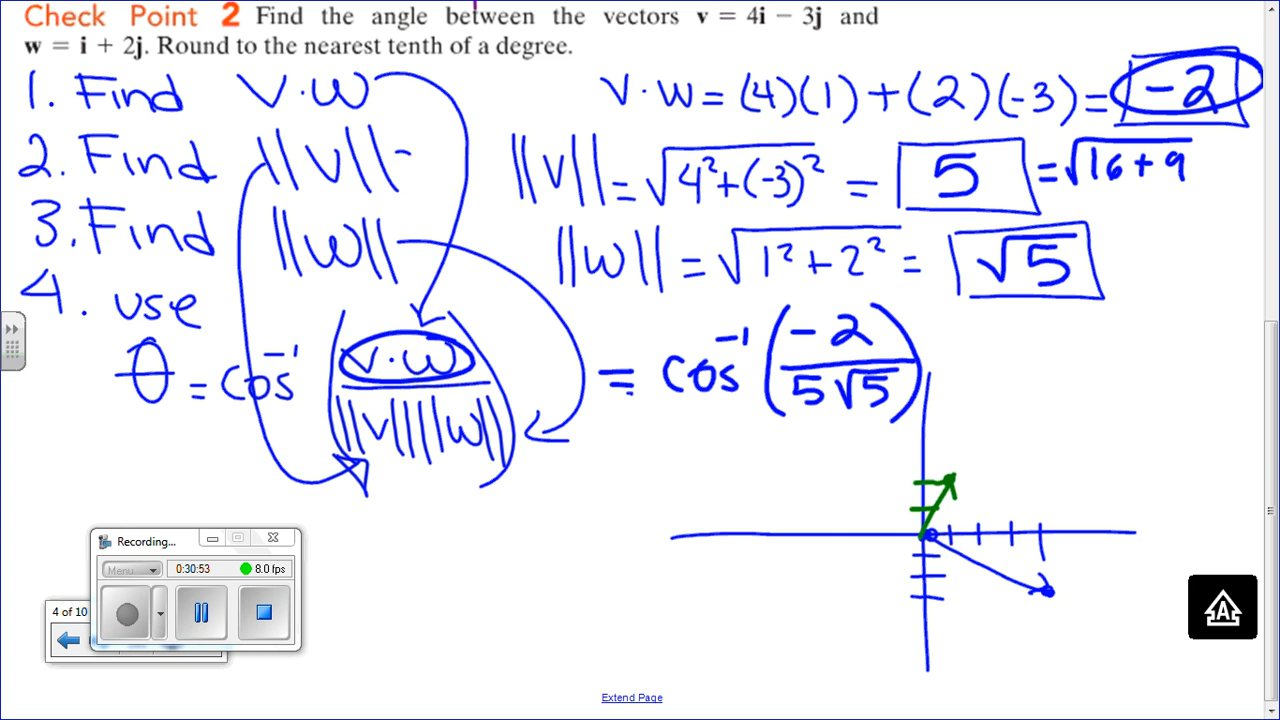 Check Point 2 Find the angle between the vectors v = 4i − 3j and
w = i + 2j. Round to the nearest tenth of a degree.
1. Find V·W
V·W = (4)(1) + (2)(-3) = -2
2. Find ||V||
||V|| = √(4² + (-3)²) = 5 = √(16+9)
3. Find ||W||
||W|| = √(1² + 2²) = √5
4. use
θ = cos⁻¹ (V·W / ||V|| ||W||) = cos⁻¹ (-2 / 5√5)
Recording...
Menu
0:30:53
8.0 fps
4 of 10
A
Extend Page